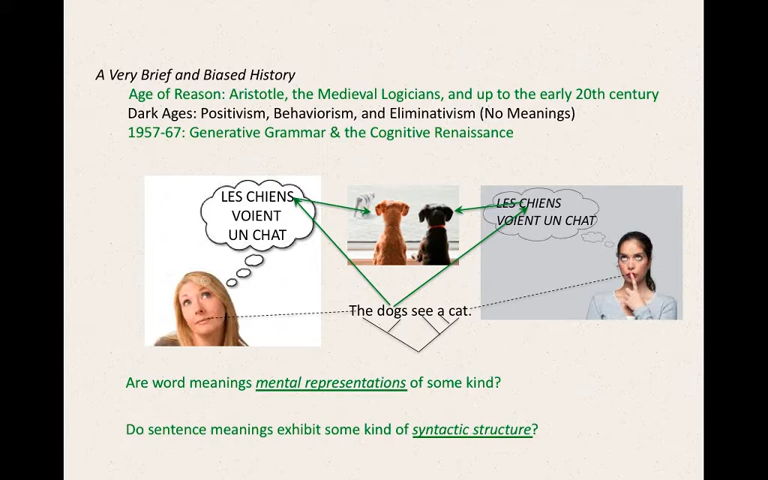 A Very Brief and Biased History
Age of Reason: Aristotle, the Medieval Logicians, and up to the early 20th century
Dark Ages: Positivism, Behaviorism, and Eliminativism (No Meanings)
1957-67: Generative Grammar & the Cognitive Renaissance
LES CHIENS
VOIENT
UN CHAT
LES CHIENS
VOIENT UN CHAT
The dogs see a cat.
Are word meanings mental representations of some kind?
Do sentence meanings exhibit some kind of syntactic structure?